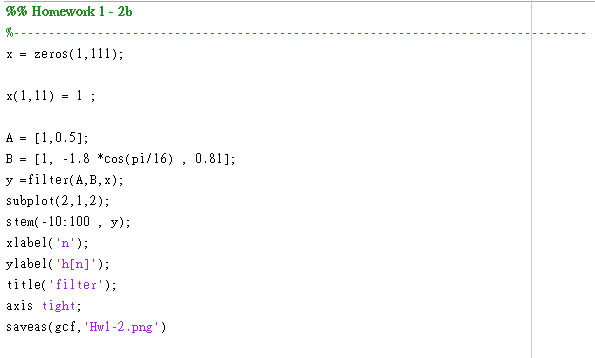 %% Homework 1 - 2b
%------------------------------------------------------------------------
x = zeros(1,111);
x(1,11) = 1 ;
A = [1,0.5];
B = [1, -1.8 *cos(pi/16) , 0.81];
y =filter(A,B,x);
subplot(2,1,2);
stem(-10:100 , y);
xlabel('n');
ylabel('h[n]');
title('filter');
axis tight;
saveas(gcf,'Hw1-2.png')